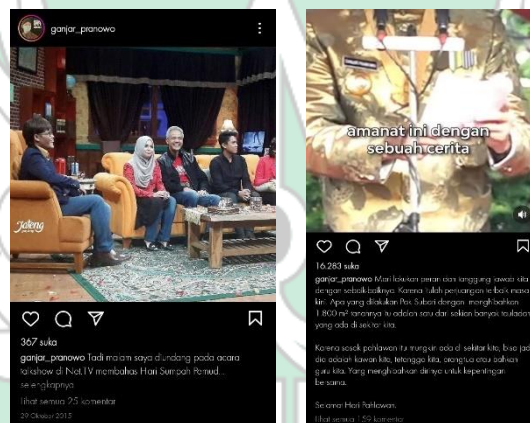 ganjar_pranowo
Jateng
367 suka
ganjar_pranowo Tadi malam saya diundang pada acara
talkshow di Net.TV membahas Hari Sumpah Pemud...
selengkapnya
Lihat semua 25 komentar
29 Oktober 2015
amanat ini dengan
sebuah cerita
16.283 suka
ganjar_pranowo Mari lakukan peran dan tanggung jawab kita
dengan sebaik-baiknya. Karena itulah perjuangan terbaik masa
kini. Apa yang dilakukan Pak Subari dengan menghibahkan
1.800 m² tanahnya itu adalah satu dari sekian banyak tauladan
yang ada di sekitar kita.
Karena sosok pahlawan itu mungkin ada di sekitar kita, bisa jadi
dia adalah kawan kita, tetangga kita, orangtua atau bahkan
guru kita. Yang menghibahkan dirinya untuk kepentingan
bersama.
Selamat Hari Pahlawan.
Lihat semua 159 komentar